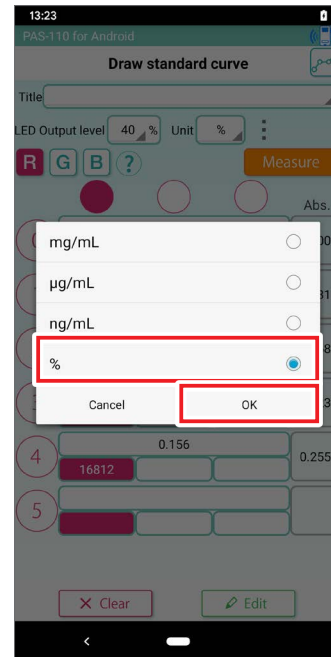 13:23
PAS-110 for Android
Draw standard curve
Title
LED Output level 40 % Unit %
R G B ? Measure
Abs.
mg/mL
µg/mL
ng/mL
%
Cancel OK
4 0.156 0.255
16812
5
Clear Edit